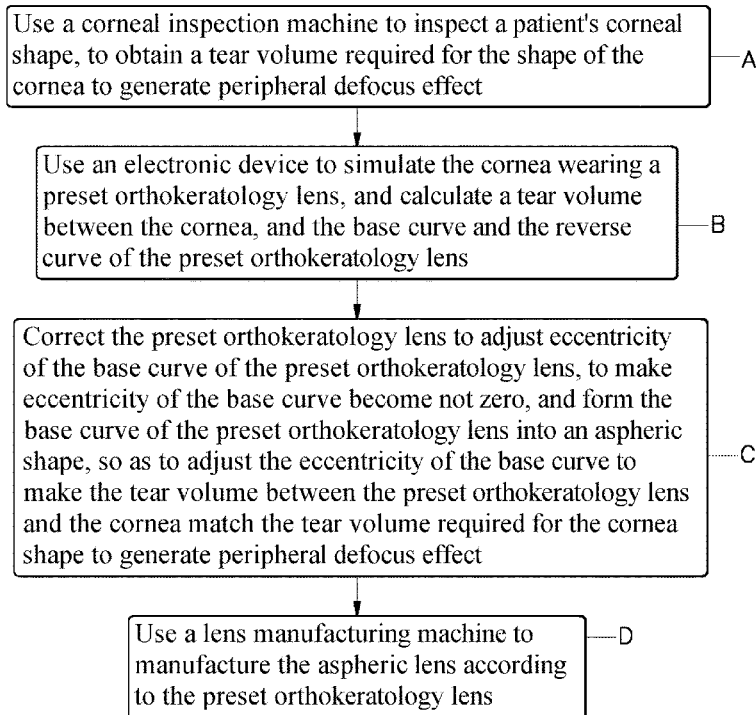 Use a corneal inspection machine to inspect a patient's corneal
shape, to obtain a tear volume required for the shape of the
cornea to generate peripheral defocus effect
A
Use an electronic device to simulate the cornea wearing a
preset orthokeratology lens, and calculate a tear volume
between the cornea, and the base curve and the reverse
curve of the preset orthokeratology lens
B
Correct the preset orthokeratology lens to adjust eccentricity
of the base curve of the preset orthokeratology lens, to make
eccentricity of the base curve become not zero, and form the
base curve of the preset orthokeratology lens into an aspheric
shape, so as to adjust the eccentricity of the base curve to
make the tear volume between the preset orthokeratology lens
and the cornea match the tear volume required for the cornea
shape to generate peripheral defocus effect
C
Use a lens manufacturing machine to
manufacture the aspheric lens according
to the preset orthokeratology lens
D